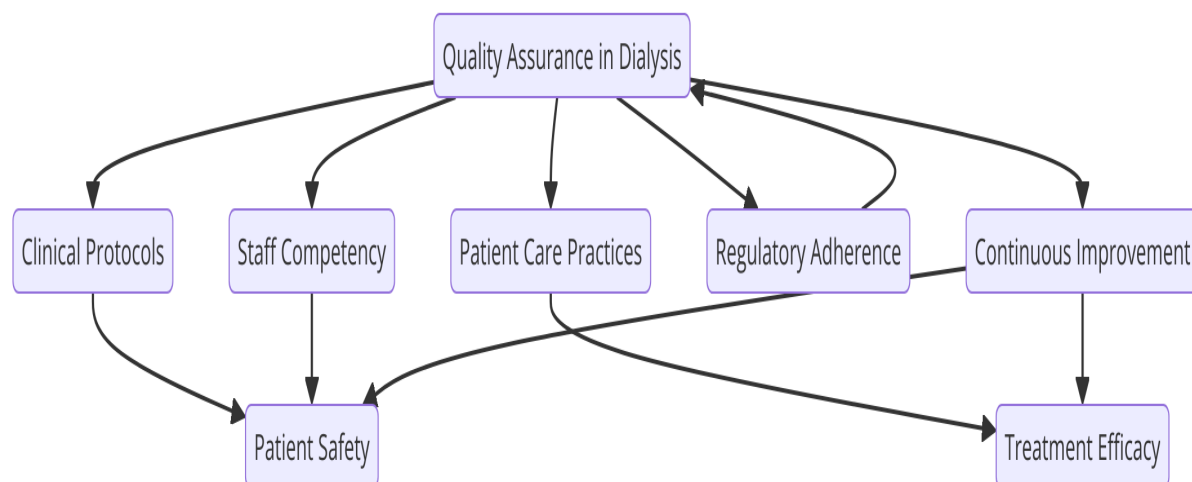 Quality Assurance in Dialysis
Clinical Protocols
Staff Competency
Patient Care Practices
Regulatory Adherence
Continuous Improvement
Patient Safety
Treatment Efficacy